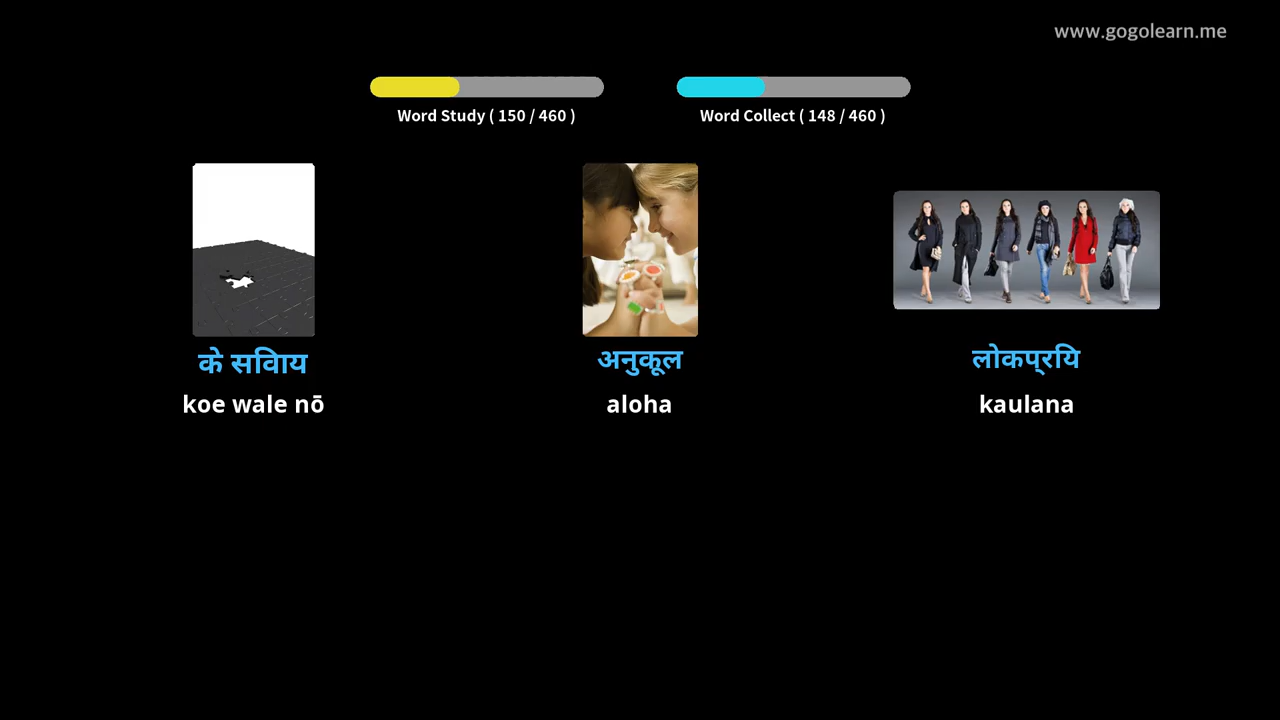 www.gogolearn.me
Word Study ( 150 / 460 )
Word Collect ( 148 / 460 )
के सिवाय
koe wale nō
अनुकूल
aloha
लोकप्रिय
kaulana